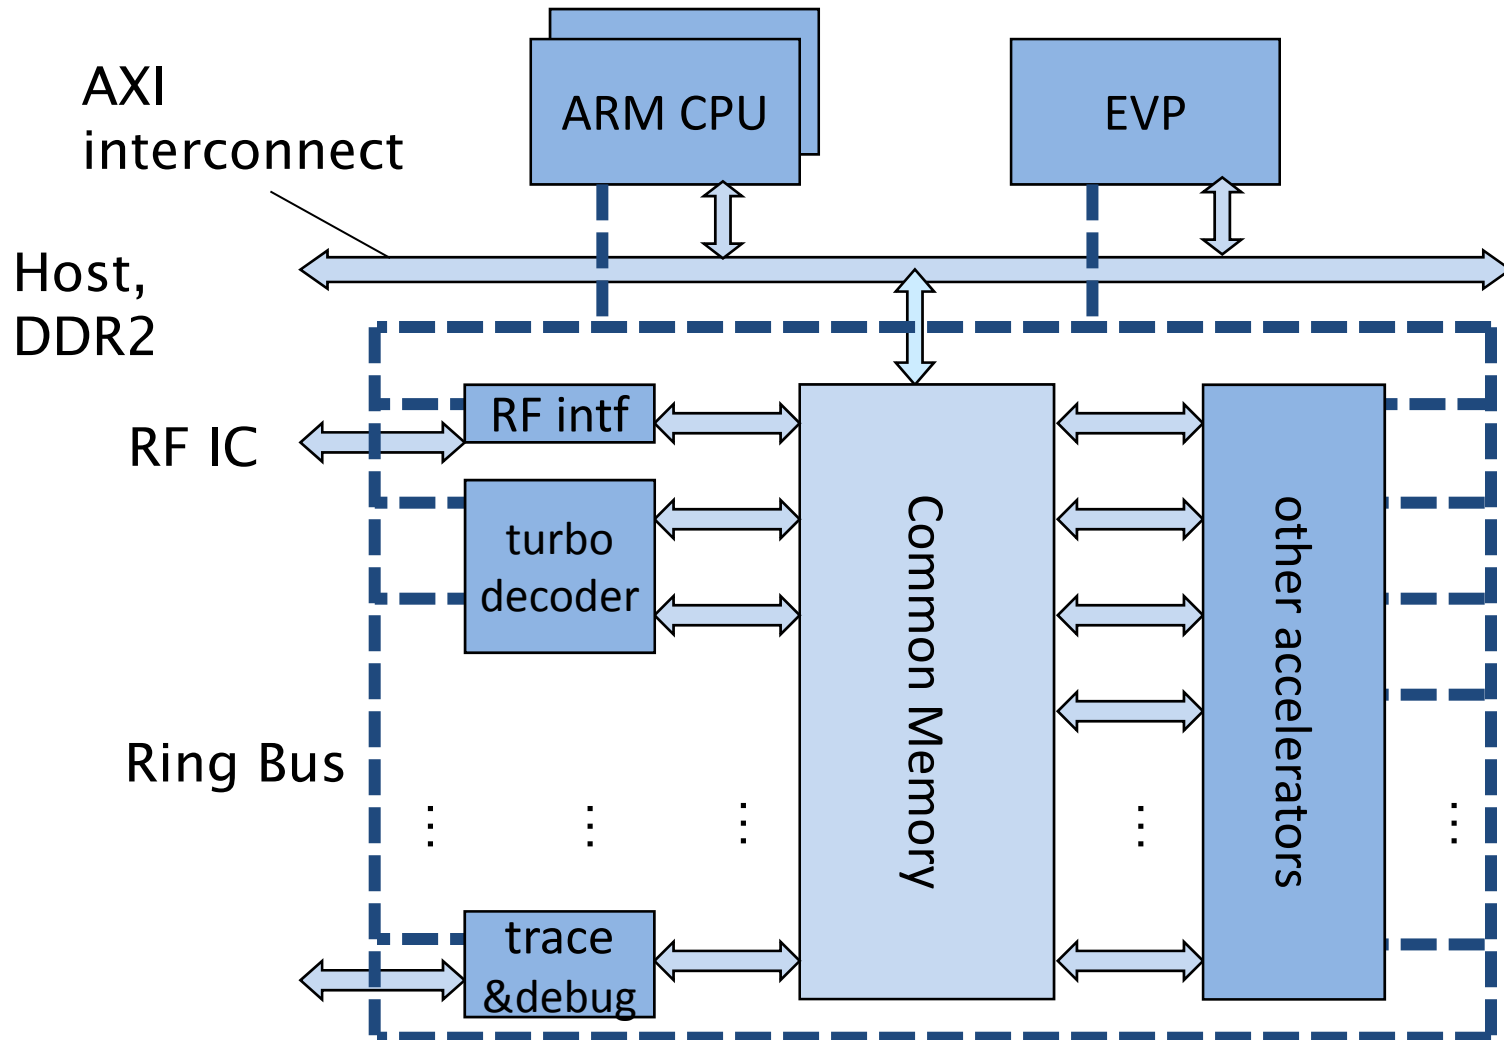 AXI
interconnect
ARM CPU
EVP
Host,
DDR2
RF IC
RF intf
turbo
decoder
Common Memory
other accelerators
Ring Bus
trace
&debug